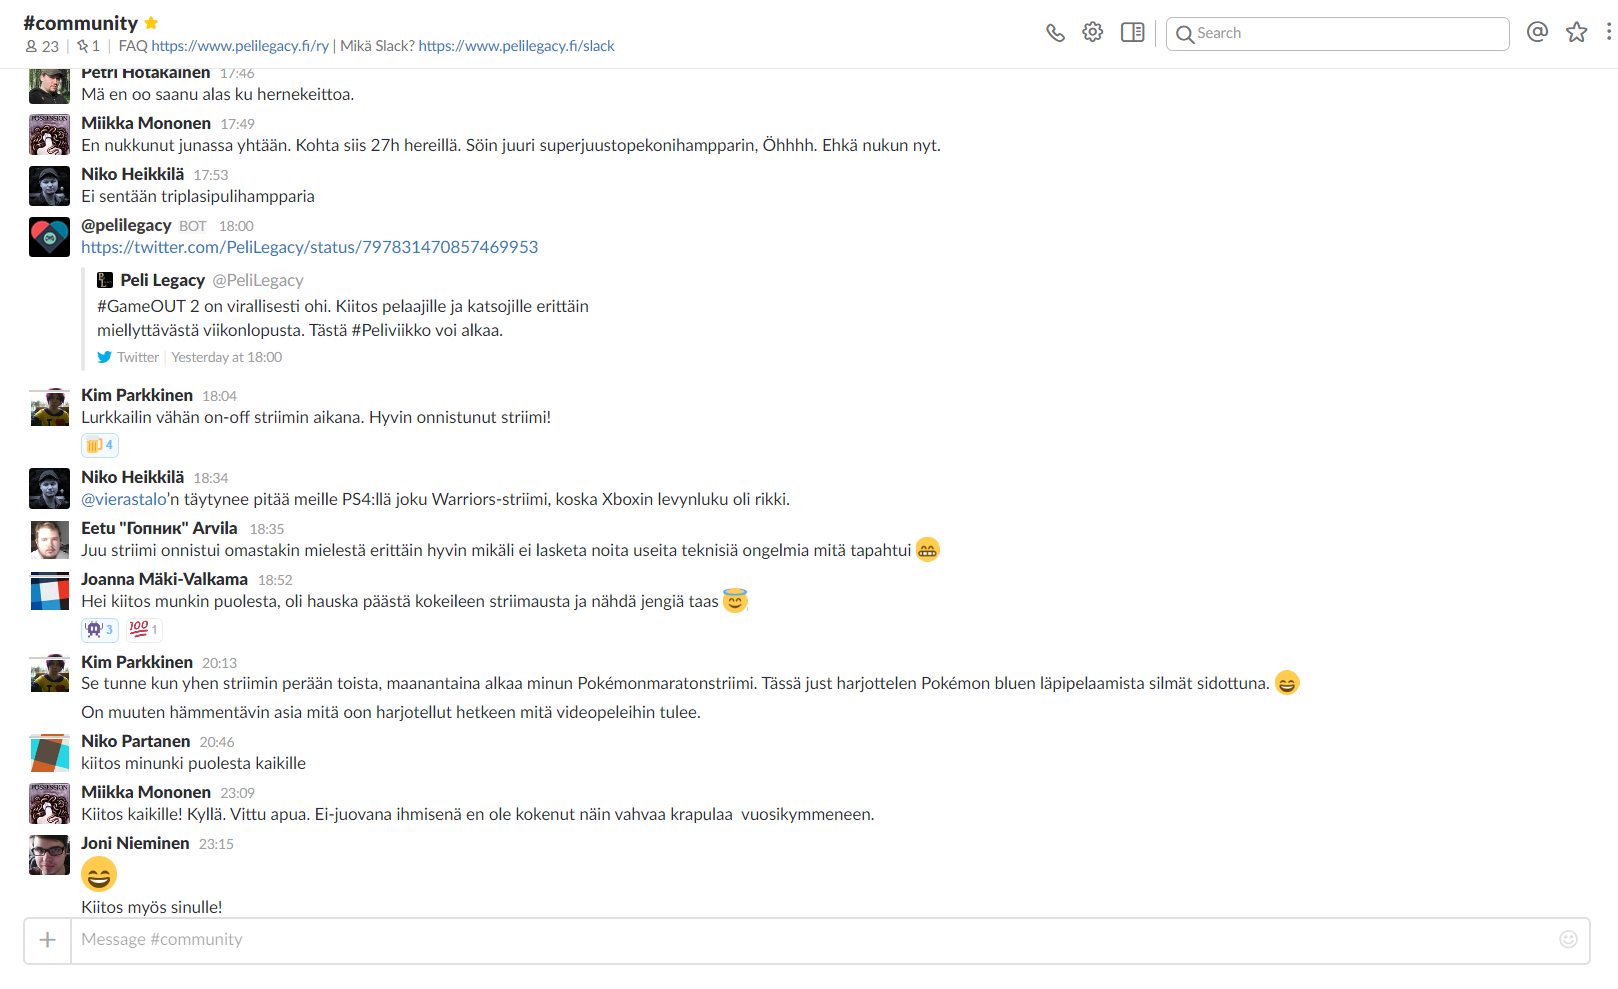 #community
23 | 1 | FAQ https://www.pelilegacy.fi/ry | Mikä Slack? https://www.pelilegacy.fi/slack
Search
Petri Hotakainen 17:46
Mä en oo saanu alas ku hernekeittoa.
POSSESSION
Miikka Mononen 17:49
En nukkunut junassa yhtään. Kohta siis 27h hereillä. Söin juuri superjuustopekonihampparin, Öhhhh. Ehkä nukun nyt.
Niko Heikkilä 17:53
Ei sentään triplasipulihampparia
@pelilegacy BOT 18:00
https://twitter.com/PeliLegacy/status/797831470857469953
Peli Legacy @PeliLegacy
#GameOUT 2 on virallisesti ohi. Kiitos pelaajille ja katsojille erittäin
miellyttävästä viikonlopusta. Tästä #Peliviikko voi alkaa.
Twitter | Yesterday at 18:00
Kim Parkkinen 18:04
Lurkkailin vähän on-off striimin aikana. Hyvin onnistunut striimi!
4
Niko Heikkilä 18:34
@vierastalo'n täytynee pitää meille PS4:llä joku Warriors-striimi, koska Xboxin levynluku oli rikki.
Eetu "Гопник" Arvila 18:35
Juu striimi onnistui omastakin mielestä erittäin hyvin mikäli ei lasketa noita useita teknisiä ongelmia mitä tapahtui 😁
Joanna Mäki-Valkama 18:52
Hei kiitos munkin puolesta, oli hauska päästä kokeileen striimausta ja nähdä jengiä taas 😇
3 💯 1
Kim Parkkinen 20:13
Se tunne kun yhen striimin perään toista, maanantaina alkaa minun Pokémonmaratonstriimi. Tässä just harjottelen Pokémon bluen läpipelaamista silmät sidottuna. 😄
On muuten hämmentävin asia mitä oon harjotellut hetkeen mitä videopeleihin tulee.
Niko Partanen 20:46
kiitos minunki puolesta kaikille
POSSESSION
Miikka Mononen 23:09
Kiitos kaikille! Kyllä. Vittu apua. Ei-juovana ihmisenä en ole kokenut näin vahvaa krapulaa vuosikymmeneen.
Joni Nieminen 23:15
😄
Kiitos myös sinulle!
Message #community